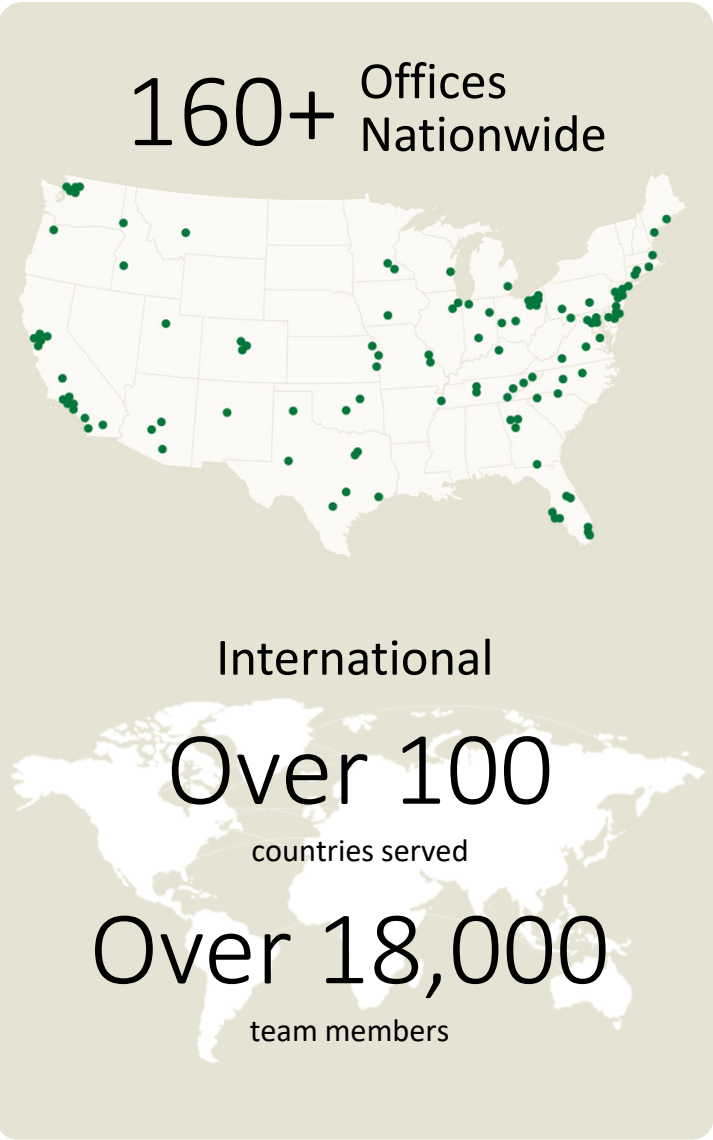 160+
Offices
Nationwide
International
Over 100
countries served
Over 18,000
team members